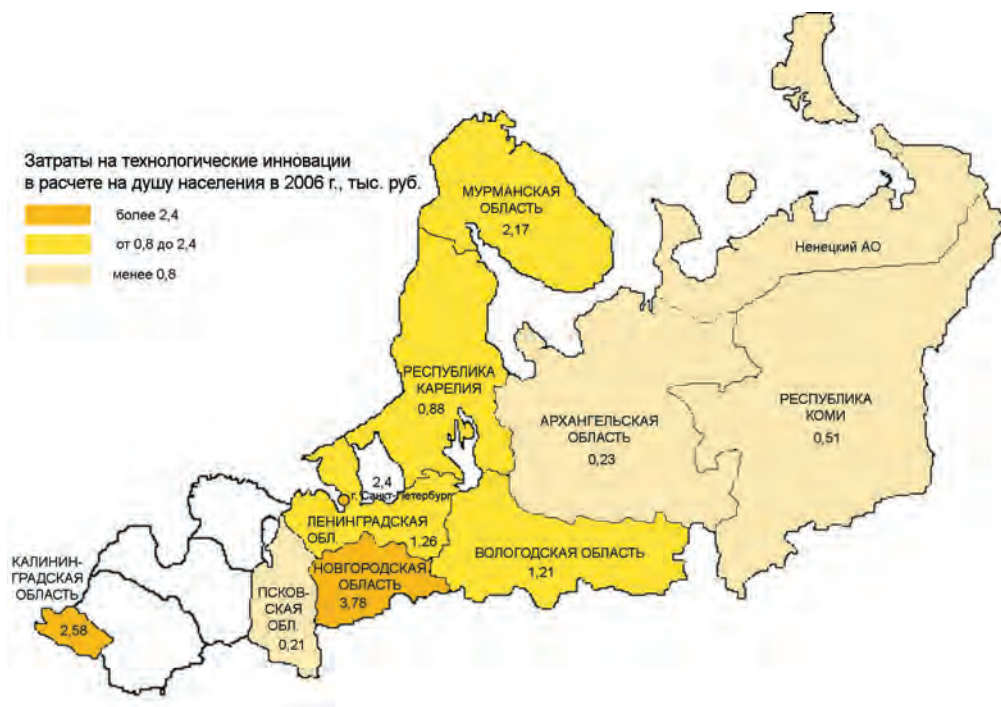 Затраты на технологические инновации
в расчете на душу населения в 2006 г., тыс. руб.
более 2,4
от 0,8 до 2,4
менее 0,8
МУРМАНСКАЯ
ОБЛАСТЬ
2,17
Ненецкий АО
РЕСПУБЛИКА
КАРЕЛИЯ
0,88
АРХАНГЕЛЬСКАЯ
ОБЛАСТЬ
0,23
РЕСПУБЛИКА
КОМИ
0,51
2,4
г. Санкт-Петербург
ЛЕНИНГРАДСКАЯ
ОБЛ.
1,26
ВОЛОГОДСКАЯ ОБЛАСТЬ
1,21
НОВГОРОДСКАЯ
ОБЛАСТЬ
3,78
КАЛИНИН-
ГРАДСКАЯ
ОБЛАСТЬ
2,58
ПСКОВ-
СКАЯ
ОБЛ.
0,21